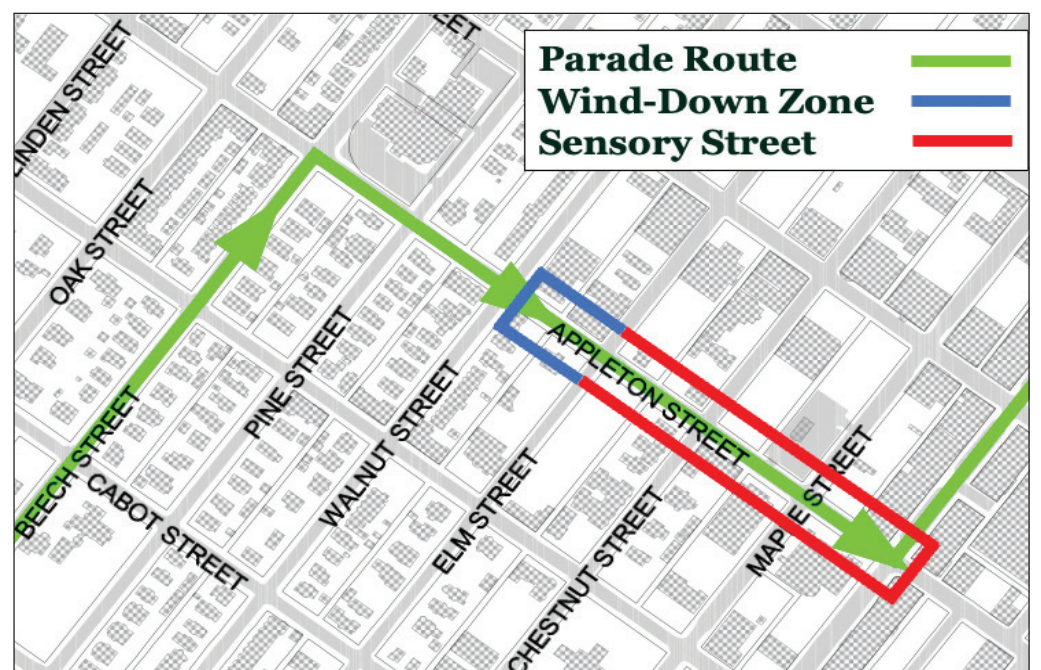 Parade Route
Wind-Down Zone
Sensory Street
LINDEN STREET
OAK STREET
BEECH STREET
CABOT STREET
PINE STREET
WALNUT STREET
ELM STREET
APPLETON STREET
CHESTNUT STREET
MAPLE STREET